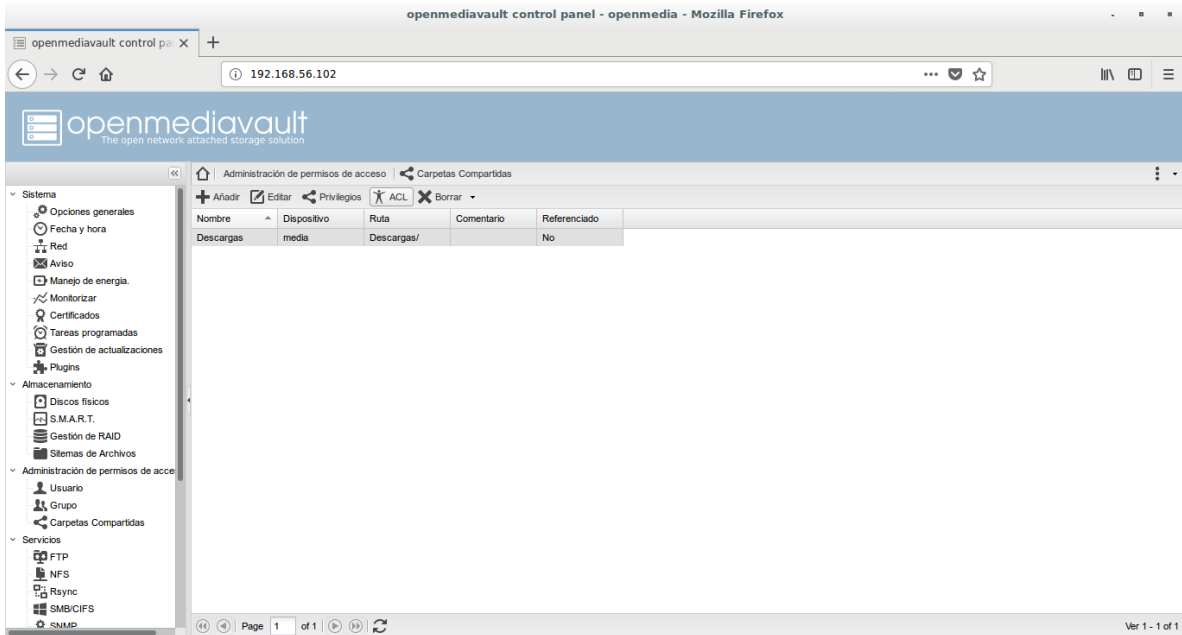 openmediavault control panel - openmedia - Mozilla Firefox
openmediavault control pa
192.168.56.102
openmediavault
The open network attached storage solution
Administración de permisos de acceso
Carpetas Compartidas
Añadir
Editar
Privilegios
ACL
Borrar
Nombre
Dispositivo
Ruta
Comentario
Referenciado
Descargas
media
Descargas/
No
Sistema
Opciones generales
Fecha y hora
Red
Aviso
Manejo de energia.
Monitorizar
Certificados
Tareas programadas
Gestión de actualizaciones
Plugins
Almacenamiento
Discos físicos
S.M.A.R.T.
Gestión de RAID
Sitemas de Archivos
Administración de permisos de acce
Usuario
Grupo
Carpetas Compartidas
Servicios
FTP
NFS
Rsync
SMB/CIFS
SNMP
Page 1 of 1
Ver 1 - 1 of 1